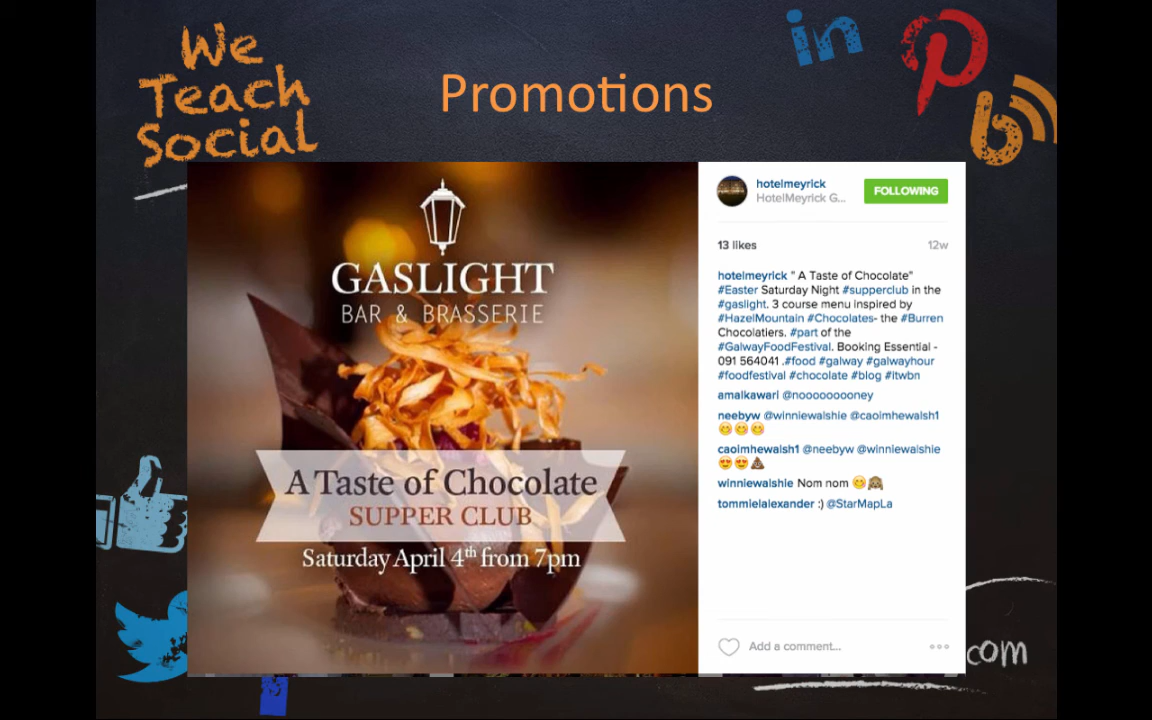 We
Teach
Social
Promotions
in
GASLIGHT
BAR & BRASSERIE
A Taste of Chocolate
SUPPER CLUB
Saturday April 4th from 7pm
hotelmeyrick
HotelMeyrick G...
FOLLOWING
13 likes
12w
hotelmeyrick " A Taste of Chocolate"
#Easter Saturday Night #supperclub in the
#gaslight. 3 course menu inspired by
#HazelMountain #Chocolates- the #Burren
Chocolatiers. #part of the
#GalwayFoodFestival. Booking Essential -
091 564041 .#food #galway #galwayhour
#foodfestival #chocolate #blog #itwbn
amalkawari @nooooooooney
neebyw @winniewalshie @caoimhewalsh1
😋😋😋
caoimhewalsh1 @neebyw @winniewalshie
😍😍💩
winniewalshie Nom nom 😋🙈
tommielalexander :) @StarMapLa
Add a comment...
com